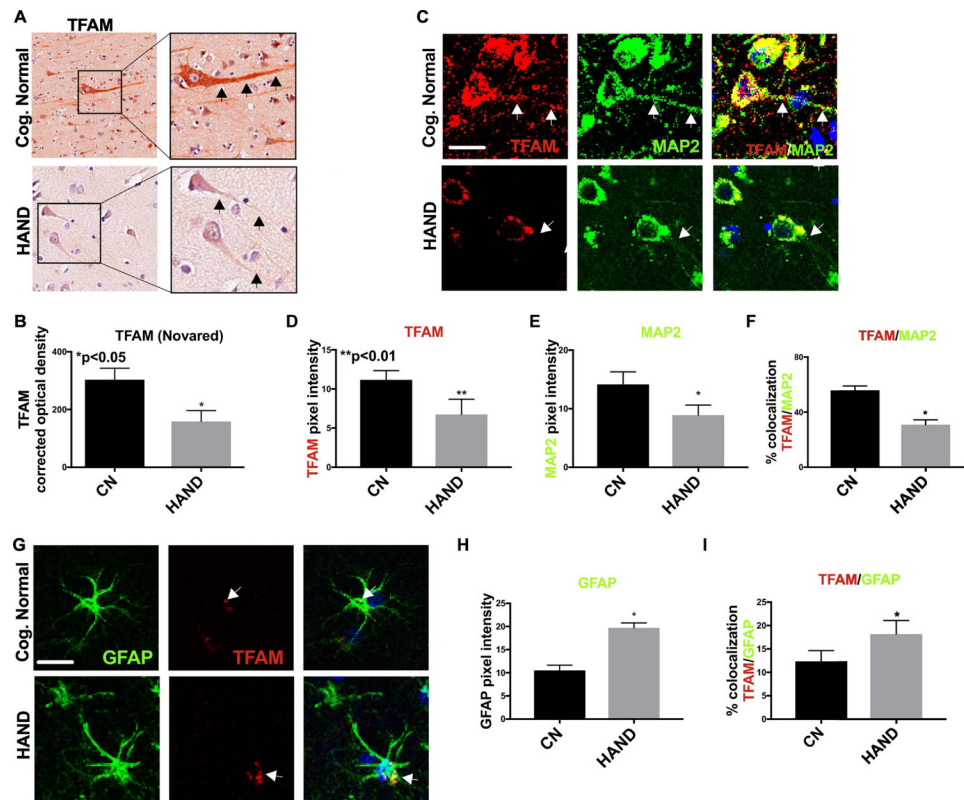 A
TFAM
Cog. Normal
HAND
C
Cog. Normal
TFAM
MAP2
TFAM/MAP2
HAND
B
TFAM (Novared)
*p<0.05
TFAM
corrected optical density
400
200
0
*
CN
HAND
D
TFAM
**p<0.01
TFAM pixel intensity
15
10
5
0
**
CN
HAND
E
MAP2
MAP2 pixel intensity
20
10
0
*
CN
HAND
F
TFAM/MAP2
% colocalization
TFAM/MAP2
80
60
40
20
0
*
CN
HAND
G
Cog. Normal
GFAP
TFAM
HAND
H
GFAP
GFAP pixel intensity
25
20
15
10
5
0
*
CN
HAND
I
TFAM/GFAP
% colocalization
TFAM/GFAP
25
20
15
10
5
0
*
CN
HAND